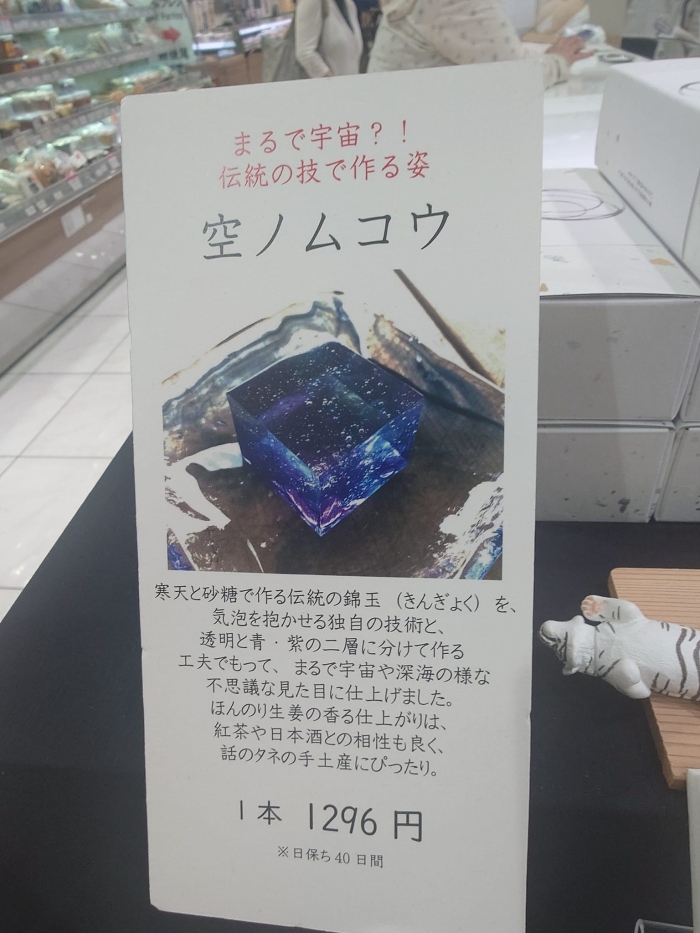 まるで宇宙？！
伝統の技で作る姿
空ノムコウ
寒天と砂糖で作る伝統の錦玉（きんぎょく）を、
気泡を抱かせる独自の技術と、
透明と青・紫の二層に分けて作る
工夫でもって、まるで宇宙や深海の様な
不思議な見た目に仕上げました。
ほんのり生姜の香る仕上がりは、
紅茶や日本酒との相性も良く、
話のタネの手土産にぴったり。
1本 1296円
※日保ち40日間